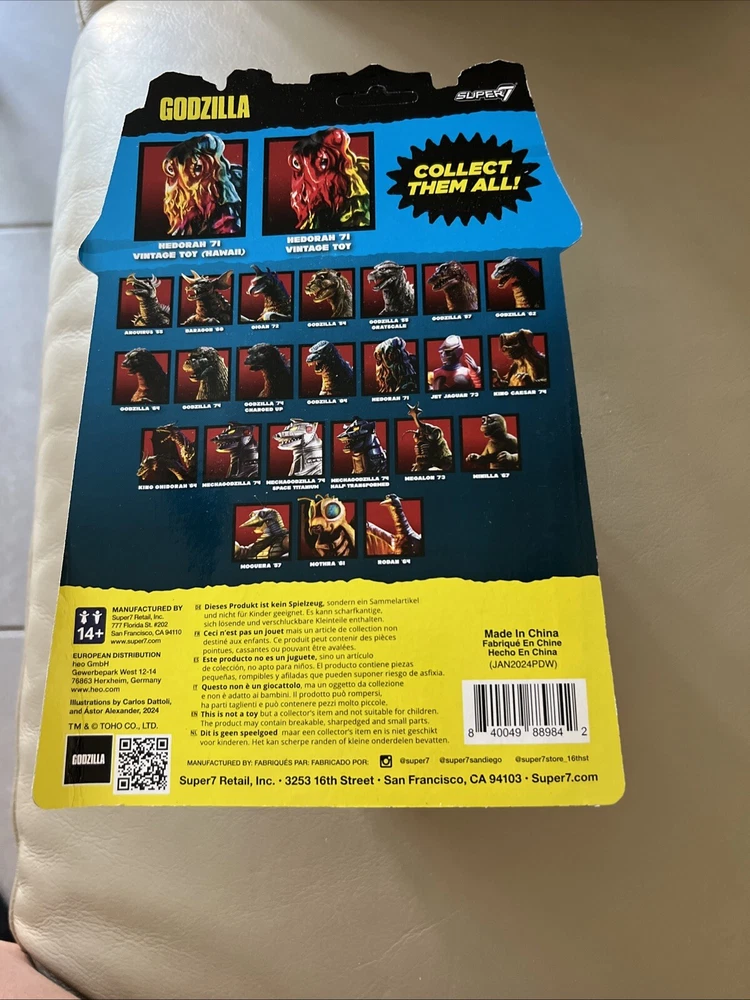 GODZILLA
SUPER7
COLLECT
THEM ALL!
HEDORAH '71
VINTAGE TOY (HAWAII)
HEDORAH '71
VINTAGE TOY
ANGUIRUS '55
BARAGON '68
GIGAN '72
GODZILLA '54
GODZILLA '55
GRAYSCALE
GODZILLA '57
GODZILLA '62
GODZILLA '64
GODZILLA '74
GODZILLA '74
CHARGED UP
GODZILLA '84
HEDORAH '71
JET JAGUAR '73
KING CAESAR '74
KING GHIDORAH '64
MECHAGODZILLA '74
MECHAGODZILLA '74
SPACE TITANIUM
MECHAGODZILLA '74
HALF TRANSFORMED
MEGALON '73
MINILLA '67
MOGUERA '57
MOTHRA '61
RODAN '64
14+
MANUFACTURED BY
Super7 Retail, Inc.
777 Florida St. #202
San Francisco, CA 94110
www.super7.com
EUROPEAN DISTRIBUTION
heo GmbH
Gewerbepark West 12-14
76863 Herxheim, Germany
www.heo.com
Illustrations by Carlos Dattoli,
and Ástor Alexander, 2024
TM & © TOHO CO., LTD.
GODZILLA
DE Dieses Produkt ist kein Spielzeug, sondern ein Sammelartikel
und nicht für Kinder geeignet. Es kann scharfkantige,
sich lösende und verschluckbare Kleinteile enthalten.
FR Ceci n'est pas un jouet mais un article de collection non
destiné aux enfants. Ce produit peut contenir des pièces
pointues, cassantes ou pouvant être avalées.
ES Este producto no es un juguete, sino un artículo
de colección, no apto para niños. El producto contiene piezas
pequeñas, rompibles y afiladas que pueden suponer riesgo de asfixia.
IT Questo non è un giocattolo, ma un oggetto da collezione
e non è adatto ai bambini. Il prodotto può rompersi,
ha parti taglienti e può contenere pezzi molto piccole.
EN This is not a toy but a collector's item and not suitable for children.
The product may contain breakable, sharpedged and small parts.
NL Dit is geen speelgoed maar een collector's item en is niet geschikt
voor kinderen. Het kan scherpe randen of kleine onderdelen bevatten.
Made In China
Fabriqué En Chine
Hecho En China
(JAN2024PDW)
8 40049 88984 2
MANUFACTURED BY: FABRIQUÉS PAR: FABRICADO POR: @super7 @super7sandiego @super7store_16thst
Super7 Retail, Inc. • 3253 16th Street • San Francisco, CA 94103 • Super7.com